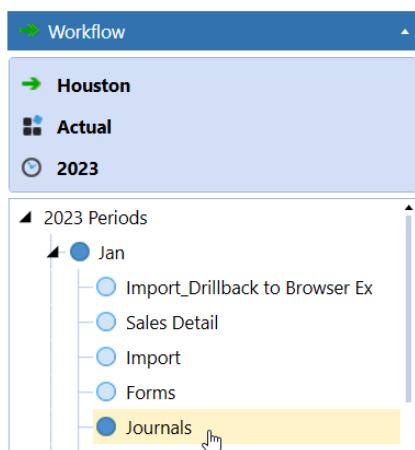 Workflow
Houston
Actual
2023
2023 Periods
Jan
Import_Drillback to Browser Ex
Sales Detail
Import
Forms
Journals